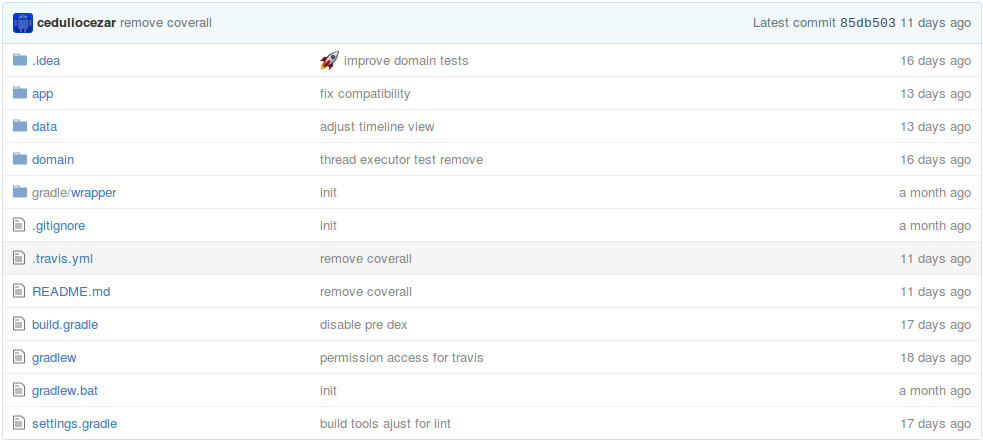 ceduliocezar remove coverall Latest commit 85db503 11 days ago
.idea 🚀 improve domain tests 16 days ago
app fix compatibility 13 days ago
data adjust timeline view 13 days ago
domain thread executor test remove 16 days ago
gradle/wrapper init a month ago
.gitignore init a month ago
.travis.yml remove coverall 11 days ago
README.md remove coverall 11 days ago
build.gradle disable pre dex 17 days ago
gradlew permission access for travis 18 days ago
gradlew.bat init a month ago
settings.gradle build tools ajust for lint 17 days ago